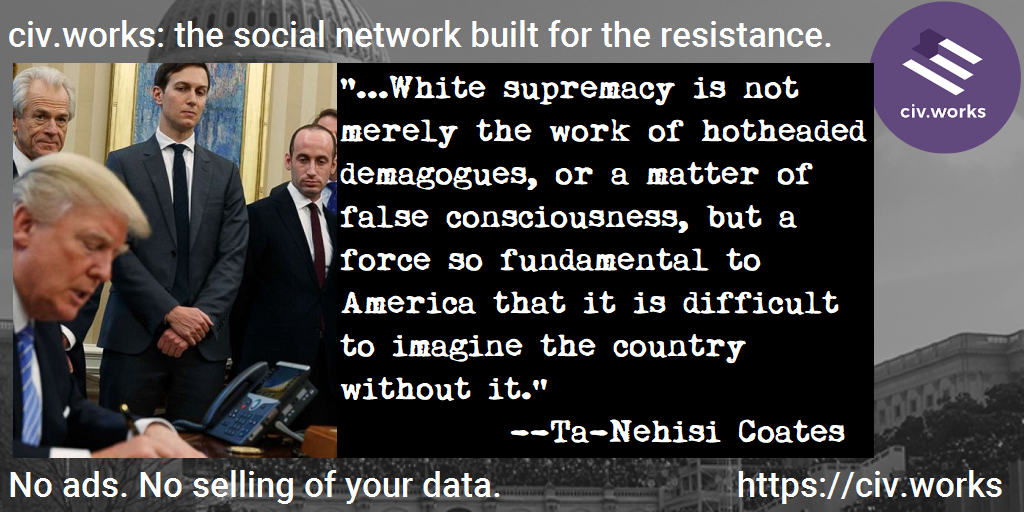 civ.works: the social network built for the resistance.
civ.works
"...White supremacy is not
merely the work of hotheaded
demagogues, or a matter of
false consciousness, but a
force so fundamental to
America that it is difficult
to imagine the country
without it."
--Ta-Nehisi Coates
No ads. No selling of your data.
https://civ.works